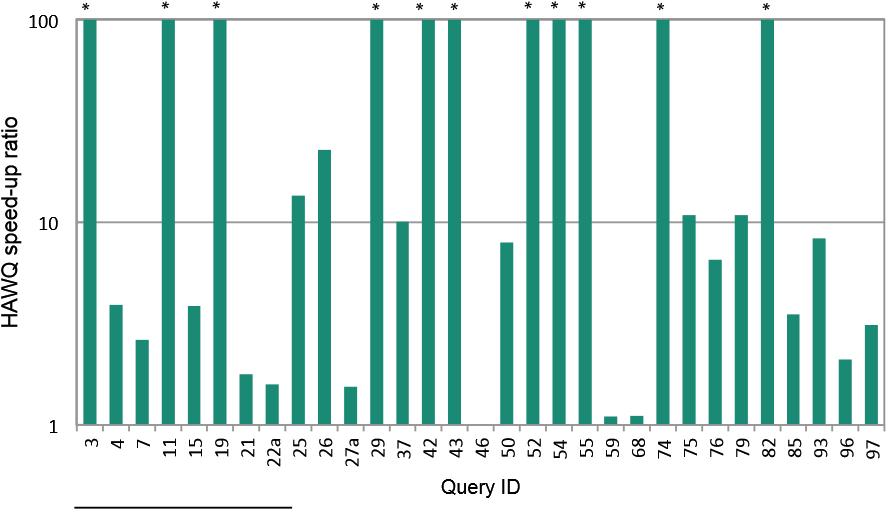 * * * * * * * * * * * *
100
10
1
HAWQ speed-up ratio
3 4 7 11 15 19 21 22a 25 26 27a 29 37 42 43 46 50 52 54 55 59 68 74 75 76 79 82 85 93 96 97
Query ID